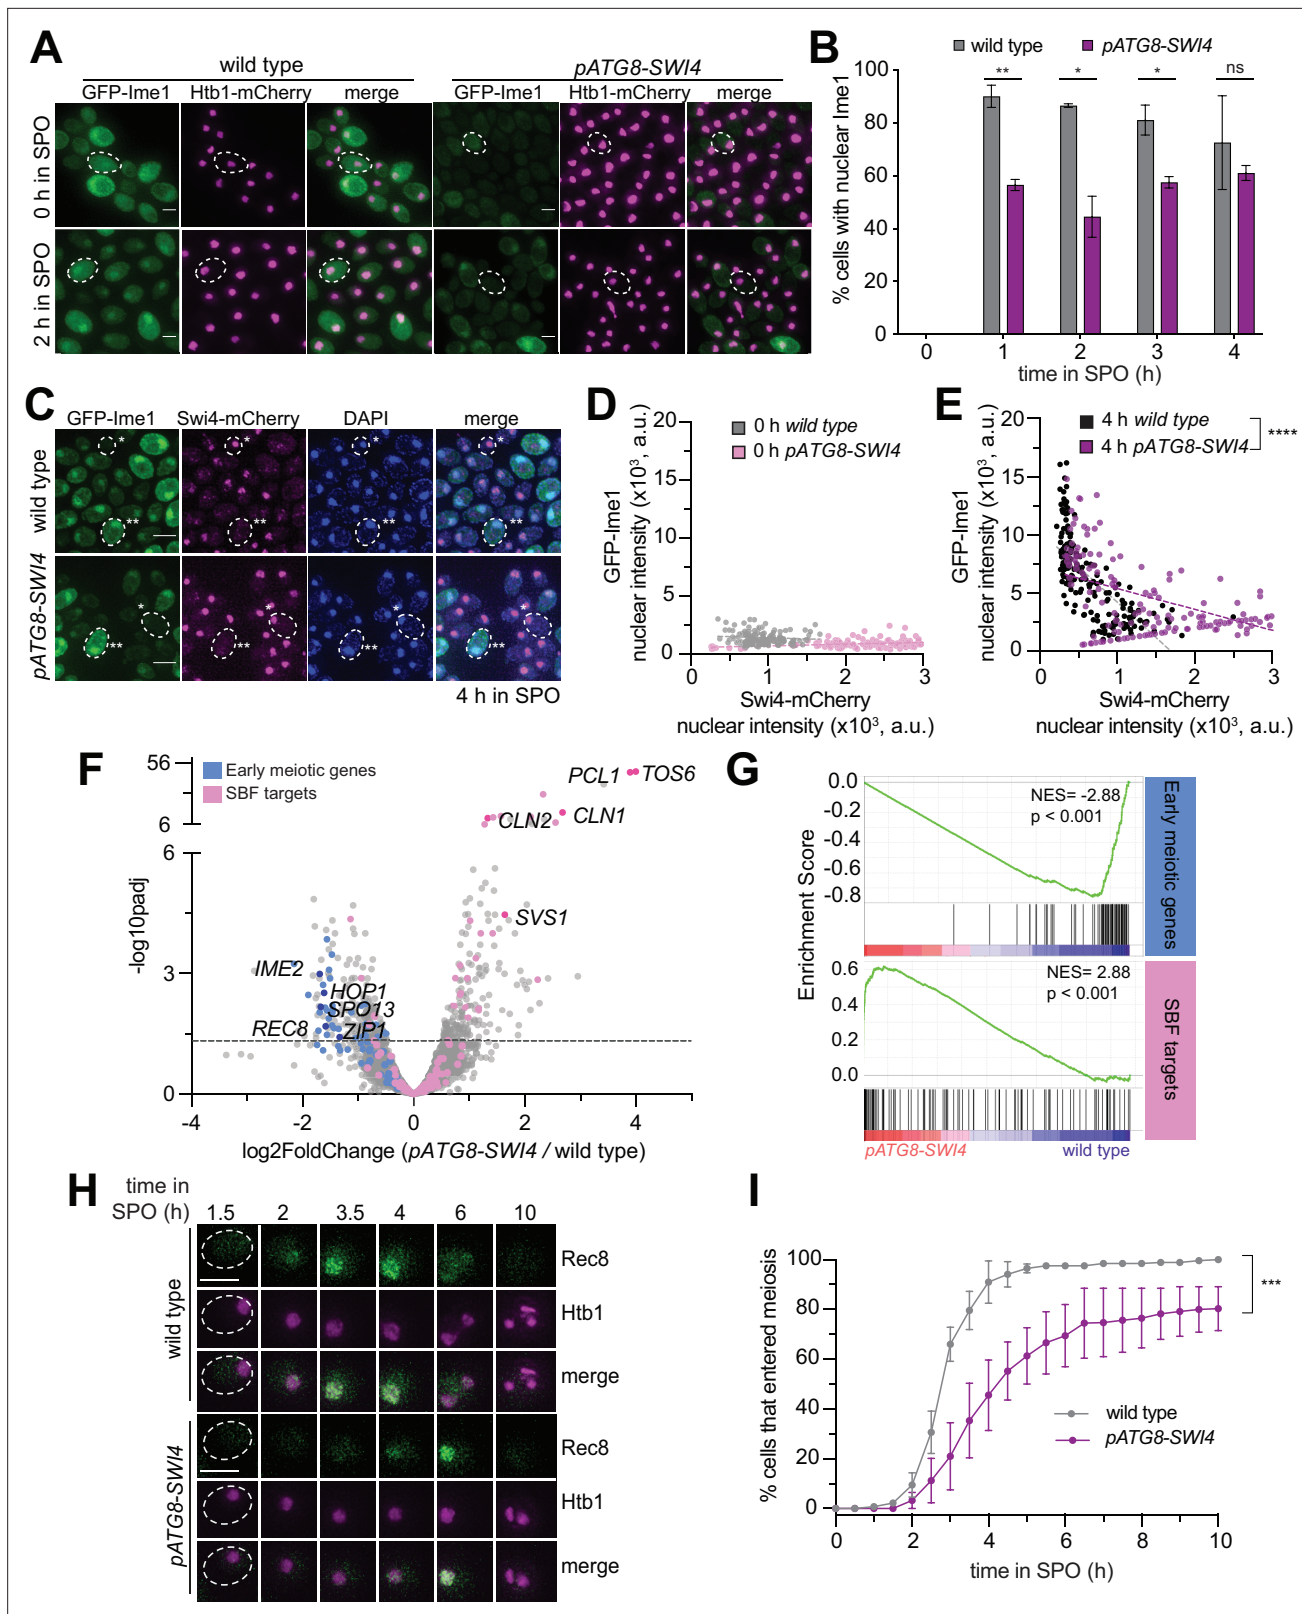 A
wild type
pATG8-SWI4
GFP-Ime1 Htb1-mCherry merge GFP-Ime1 Htb1-mCherry merge
0 h in SPO
2 h in SPO
B
wild type pATG8-SWI4
% cells with nuclear Ime1
100
80
60
40
20
0
** * * ns
0 1 2 3 4
time in SPO (h)
C
GFP-Ime1 Swi4-mCherry DAPI merge
wild type
* * * *
** ** ** **
pATG8-SWI4
* * * *
** ** ** **
4 h in SPO
D
GFP-Ime1
nuclear intensity (x10³, a.u.)
20
15
10
5
0
0 h wild type
0 h pATG8-SWI4
0 1 2 3
Swi4-mCherry
nuclear intensity (x10³, a.u.)
E
GFP-Ime1
nuclear intensity (x10³, a.u.)
20
15
10
5
0
4 h wild type
4 h pATG8-SWI4
****
0 1 2 3
Swi4-mCherry
nuclear intensity (x10³, a.u.)
F
Early meiotic genes
SBF targets
-log10padj
56
6
6
3
0
PCL1 TOS6
CLN2 CLN1
SVS1
IME2
HOP1
SPO13
REC8
ZIP1
-4 -2 0 2 4
log2FoldChange (pATG8-SWI4 / wild type)
G
Enrichment Score
0.0
-0.2
-0.4
-0.6
-0.8
NES= -2.88
p < 0.001
Early meiotic genes
0.6
0.4
0.2
0.0
NES= 2.88
p < 0.001
SBF targets
pATG8-SWI4 wild type
H
time in
SPO (h)
1.5 2 3.5 4 6 10
wild type
Rec8
Htb1
merge
pATG8-SWI4
Rec8
Htb1
merge
I
% cells that entered meiosis
100
80
60
40
20
0
***
wild type
pATG8-SWI4
0 2 4 6 8 10
time in SPO (h)